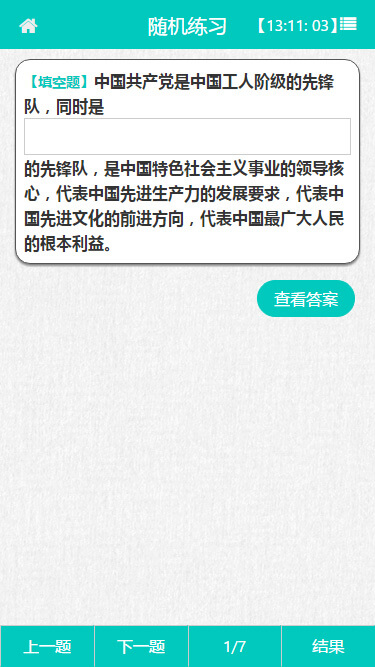 随机练习 【13:11: 03】
【填空题】中国共产党是中国工人阶级的先锋
队，同时是
的先锋队，是中国特色社会主义事业的领导核
心，代表中国先进生产力的发展要求，代表中
国先进文化的前进方向，代表中国最广大人民
的根本利益。
查看答案
上一题 下一题 1/7 结果